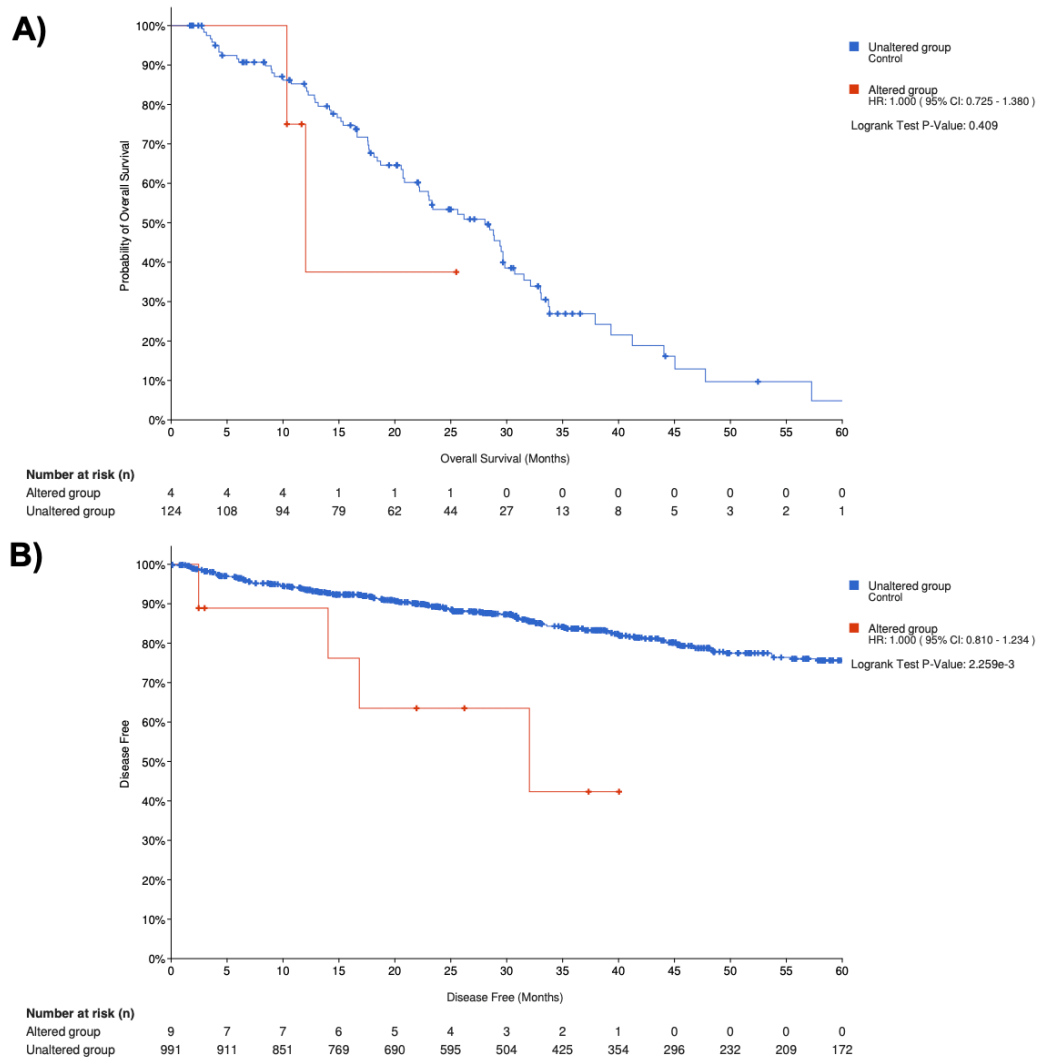 A)
100%
90%
80%
70%
60%
50%
40%
30%
20%
10%
0%
Probability of Overall Survival
0 5 10 15 20 25 30 35 40 45 50 55 60
Overall Survival (Months)
Unaltered group
Control
Altered group
HR: 1.000 ( 95% CI: 0.725 - 1.380 )
Logrank Test P-Value: 0.409
Number at risk (n)
Altered group 4 4 4 1 1 1 0 0 0 0 0 0 0
Unaltered group 124 108 94 79 62 44 27 13 8 5 3 2 1
B)
100%
90%
80%
70%
60%
50%
40%
30%
20%
10%
0%
Disease Free
0 5 10 15 20 25 30 35 40 45 50 55 60
Disease Free (Months)
Unaltered group
Control
Altered group
HR: 1.000 ( 95% CI: 0.810 - 1.234 )
Logrank Test P-Value: 2.259e-3
Number at risk (n)
Altered group 9 7 7 6 5 4 3 2 1 0 0 0 0
Unaltered group 991 911 851 769 690 595 504 425 354 296 232 209 172